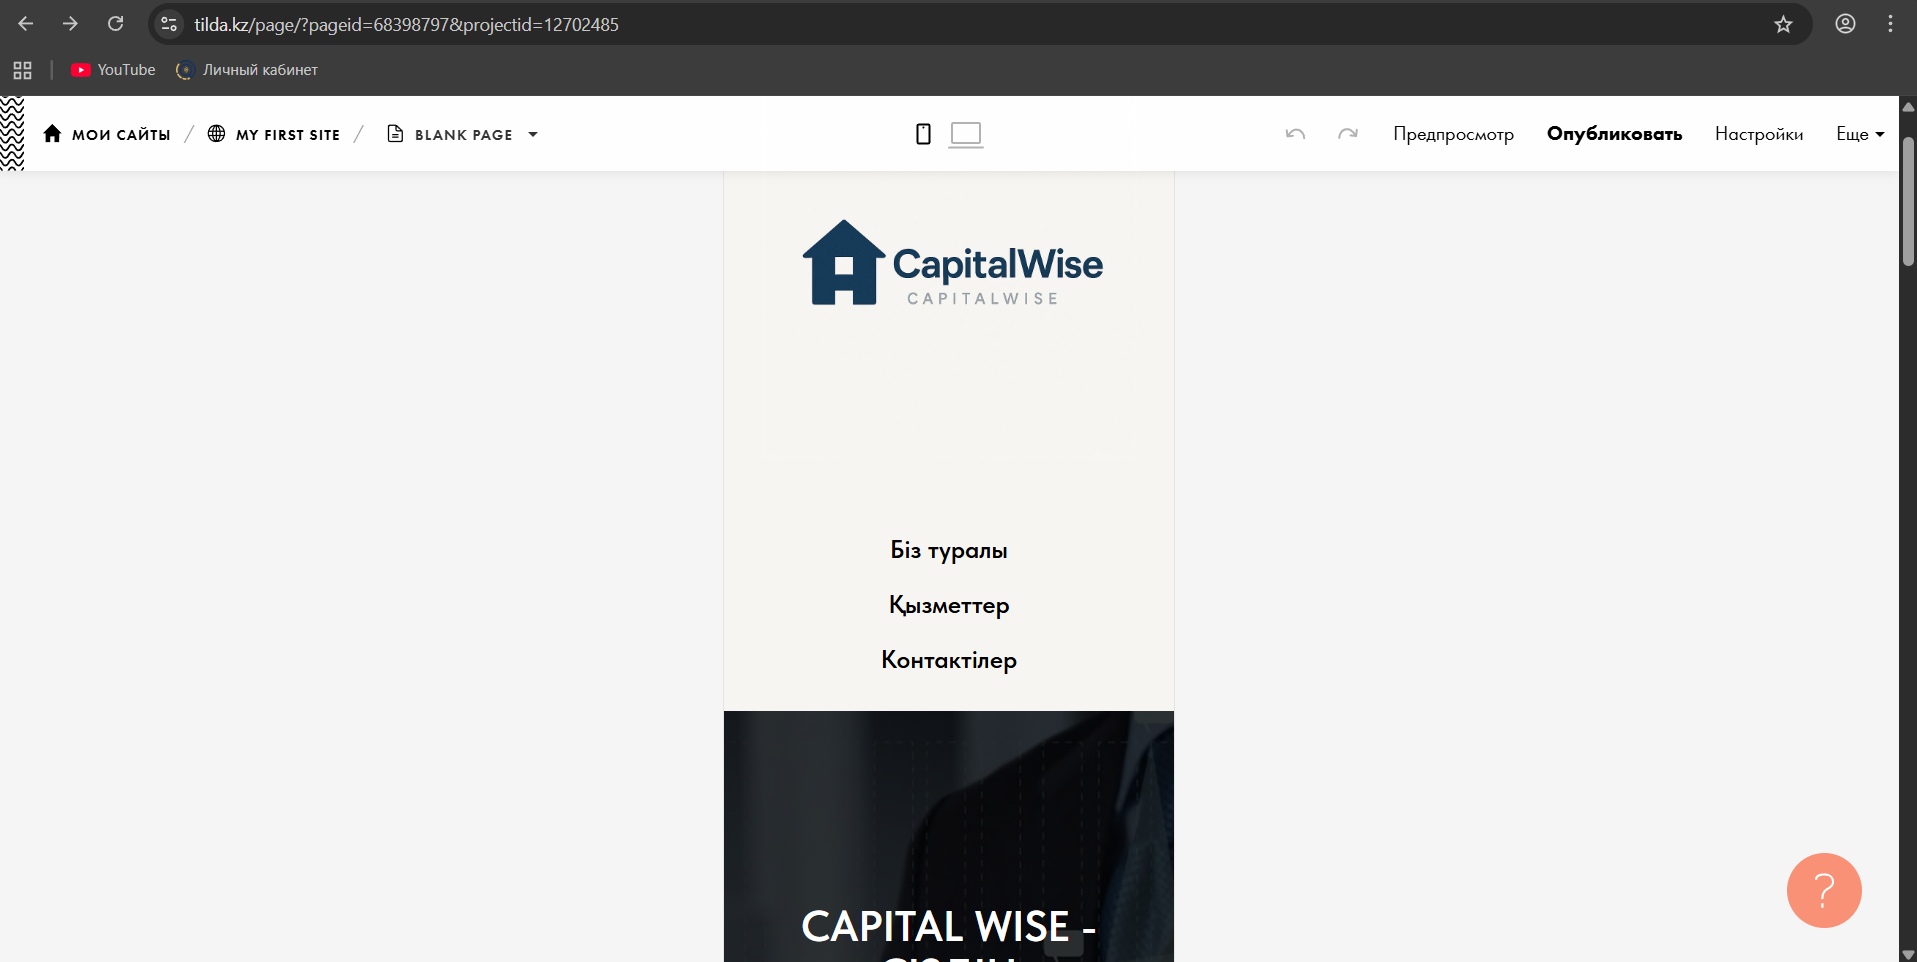 tilda.kz/page/?pageid=68398797&projectid=12702485
YouTube
Личный кабинет
МОИ САЙТЫ / MY FIRST SITE / BLANK PAGE
Предпросмотр
Опубликовать
Настройки
Еще
CapitalWise
CAPITALWISE
Біз туралы
Қызметтер
Контактілер
CAPITAL WISE -
?